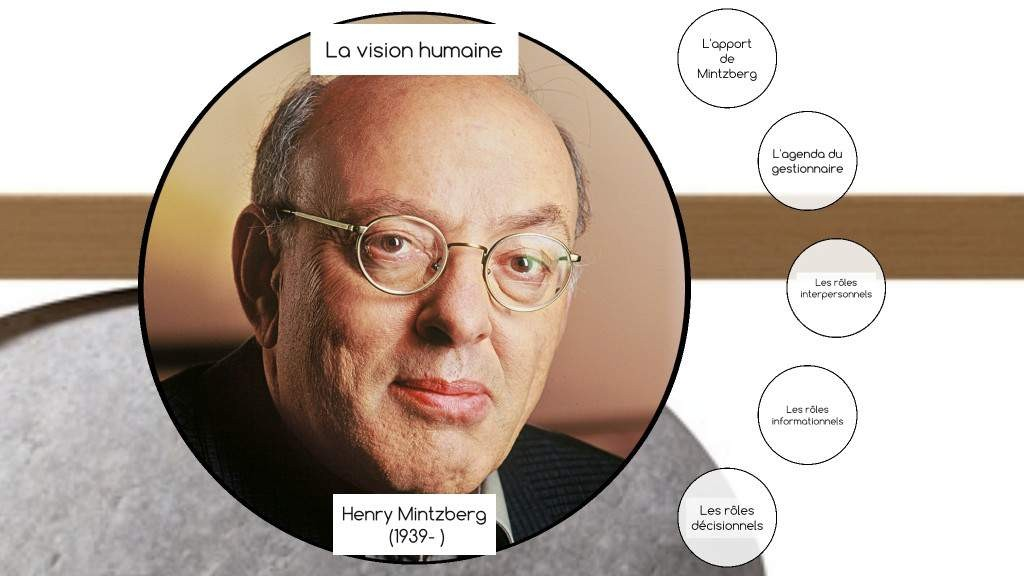 La vision humaine
Henry Mintzberg
(1939- )
L'apport
de
Mintzberg
L'agenda du
gestionnaire
Les rôles
interpersonnels
Les rôles
informationnels
Les rôles
décisionnels